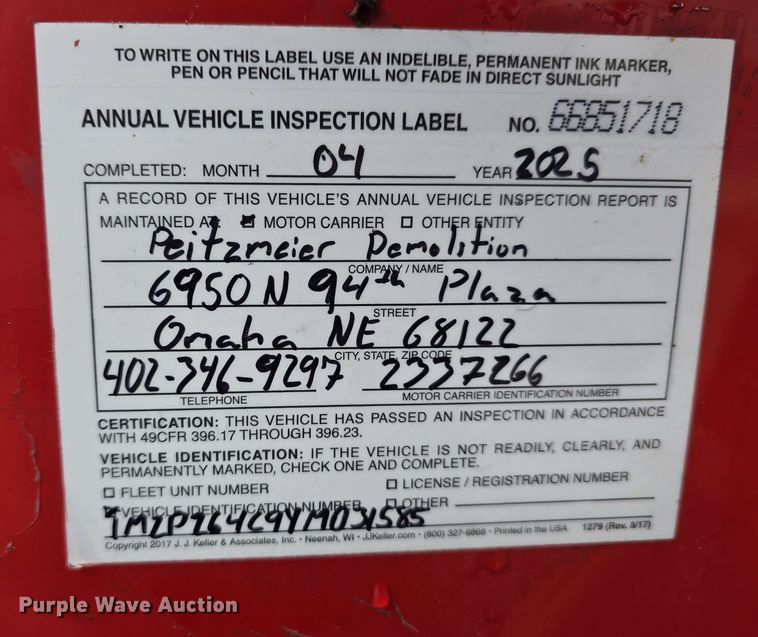 TO WRITE ON THIS LABEL USE AN INDELIBLE, PERMANENT INK MARKER,
PEN OR PENCIL THAT WILL NOT FADE IN DIRECT SUNLIGHT
ANNUAL VEHICLE INSPECTION LABEL NO. 66851718
COMPLETED: MONTH 04 YEAR 2025
A RECORD OF THIS VEHICLE'S ANNUAL VEHICLE INSPECTION REPORT IS
MAINTAINED AT MOTOR CARRIER OTHER ENTITY
Peitzmeier Demolition
COMPANY / NAME
6950 N 94th Plaza
STREET
Omaha NE 68122
CITY, STATE, ZIP CODE
402-346-9297 2337266
TELEPHONE MOTOR CARRIER IDENTIFICATION NUMBER
CERTIFICATION: THIS VEHICLE HAS PASSED AN INSPECTION IN ACCORDANCE
WITH 49CFR 396.17 THROUGH 396.23.
VEHICLE IDENTIFICATION: IF THE VEHICLE IS NOT READILY, CLEARLY, AND
PERMANENTLY MARKED, CHECK ONE AND COMPLETE.
FLEET UNIT NUMBER LICENSE / REGISTRATION NUMBER
VEHICLE IDENTIFICATION NUMBER OTHER
Copyright 2017 J. J. Keller & Associates, Inc. • Neenah, WI • JJKeller.com • (800) 327-6868 • Printed in the USA 1279 (Rev. 3/17)
Purple Wave Auction